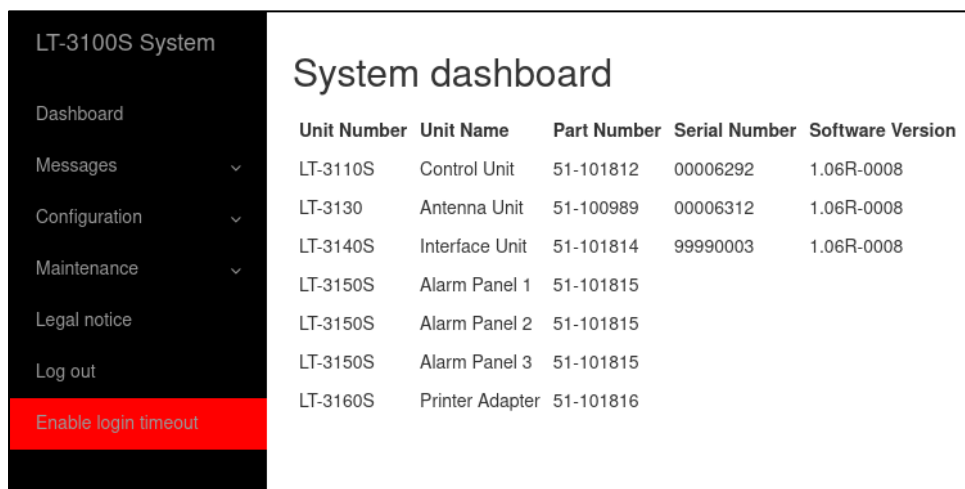 LT-3100S System
Dashboard
Messages
Configuration
Maintenance
Legal notice
Log out
Enable login timeout
System dashboard
Unit Number Unit Name Part Number Serial Number Software Version
LT-3110S Control Unit 51-101812 00006292 1.06R-0008
LT-3130 Antenna Unit 51-100989 00006312 1.06R-0008
LT-3140S Interface Unit 51-101814 99990003 1.06R-0008
LT-3150S Alarm Panel 1 51-101815
LT-3150S Alarm Panel 2 51-101815
LT-3150S Alarm Panel 3 51-101815
LT-3160S Printer Adapter 51-101816